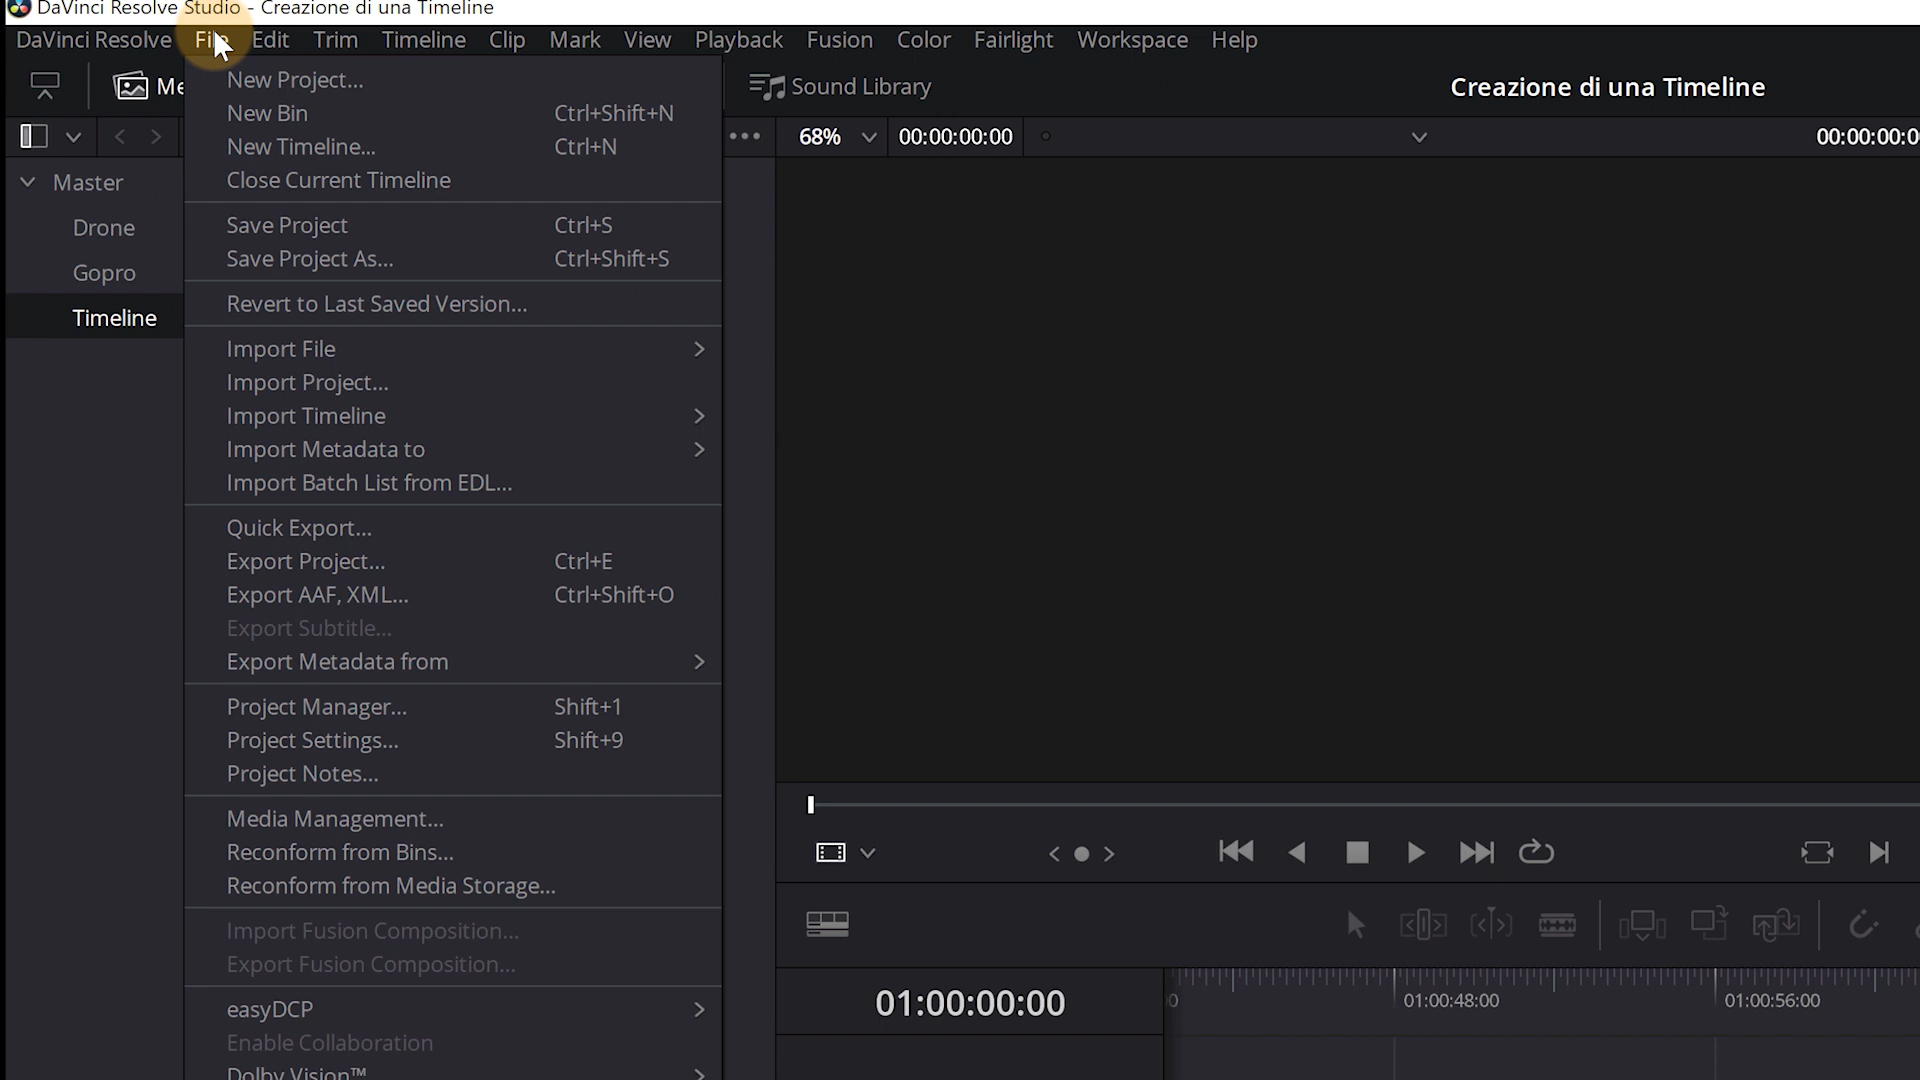 DaVinci Resolve Studio - Creazione di una Timeline
DaVinci Resolve File Edit Trim Timeline Clip Mark View Playback Fusion Color Fairlight Workspace Help
Sound Library
Creazione di una Timeline
68% 00:00:00:00
Master
Drone
Gopro
Timeline
New Project...
New Bin Ctrl+Shift+N
New Timeline... Ctrl+N
Close Current Timeline
Save Project Ctrl+S
Save Project As... Ctrl+Shift+S
Revert to Last Saved Version...
Import File
Import Project...
Import Timeline
Import Metadata to
Import Batch List from EDL...
Quick Export...
Export Project... Ctrl+E
Export AAF, XML... Ctrl+Shift+O
Export Subtitle...
Export Metadata from
Project Manager... Shift+1
Project Settings... Shift+9
Project Notes...
Media Management...
Reconform from Bins...
Reconform from Media Storage...
Import Fusion Composition...
Export Fusion Composition...
easyDCP
Enable Collaboration
Dolby Vision™
01:00:00:00
01:00:48:00 01:00:56:00